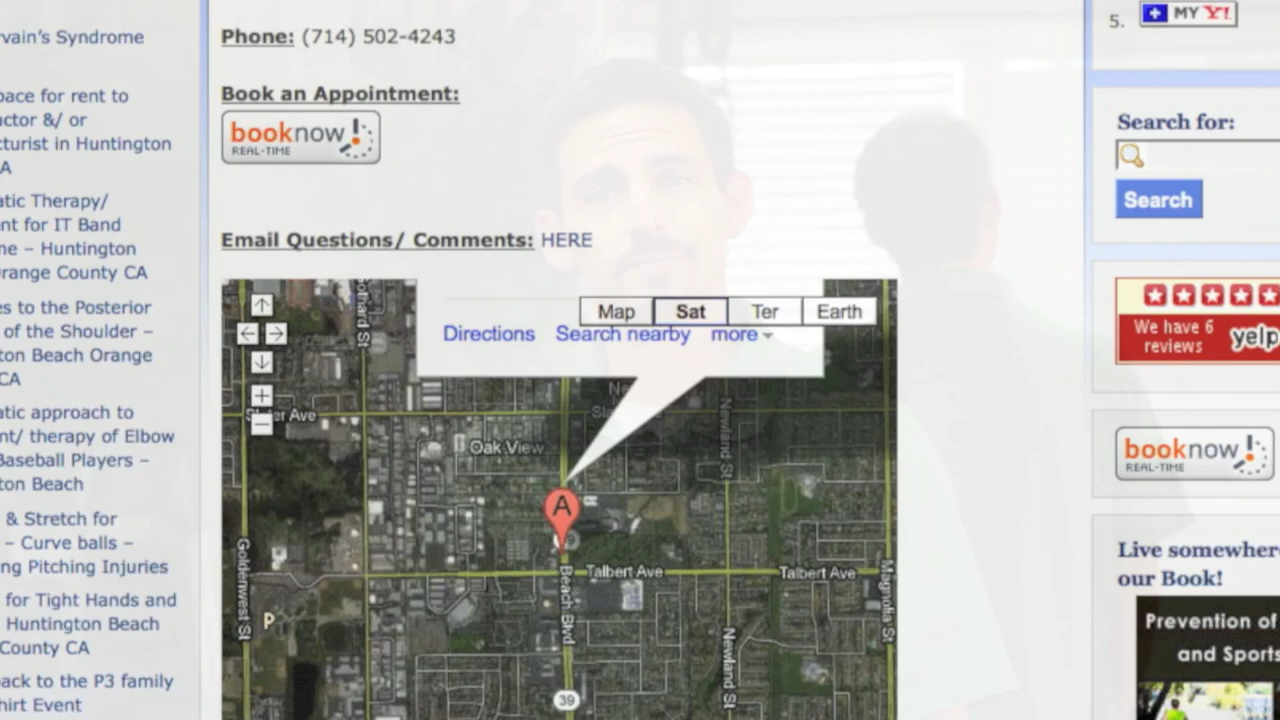 rvain's Syndrome
pace for rent to
actor &/ or
cturist in Huntington
A
atic Therapy/
nt for IT Band
me – Huntington
Orange County CA
es to the Posterior
of the Shoulder –
ton Beach Orange
CA
atic approach to
nt/ therapy of Elbow
Baseball Players –
ton Beach
& Stretch for
– Curve balls –
ng Pitching Injuries
for Tight Hands and
Huntington Beach
County CA
back to the P3 family
hirt Event
Phone: (714) 502-4243
Book an Appointment:
booknow
REAL-TIME
Email Questions/ Comments: HERE
Map Sat Ter Earth
Directions Search nearby more
Oak View
A
Talbert Ave
Talbert Ave
Goldenwest St
Beach Blvd
Newland St
Newland St
Magnolia St
P
39
5. MY Y!
Search for:
Search
We have 6
reviews
yelp
booknow
REAL-TIME
Live somewher
our Book!
Prevention of
and Sports